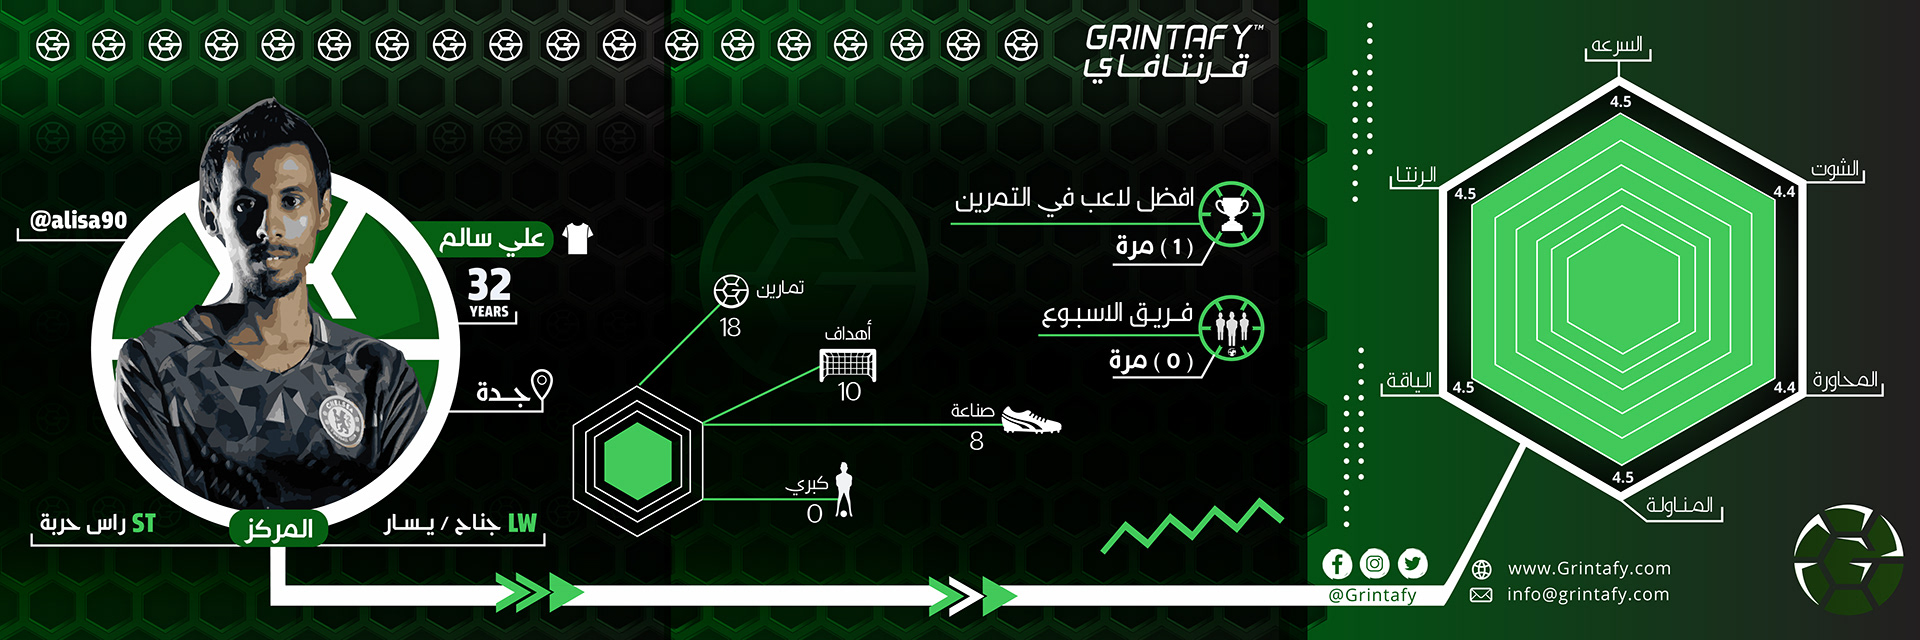 GRINTAFY™
قرنتافاي
@alisa90
علي سالم
32
YEARS
جدة
المركز
ST راس حربة
LW جناح / يسار
تمارين
18
أهداف
10
صناعة
8
كبري
0
افضل لاعب في التمرين
(1) مرة
فريق الاسبوع
(0) مرة
السرعه
4.5
الشوت
4.4
المحاورة
4.4
المناولة
4.5
الياقة
4.5
الرنتا
4.5
@Grintafy
www.Grintafy.com
info@grintafy.com